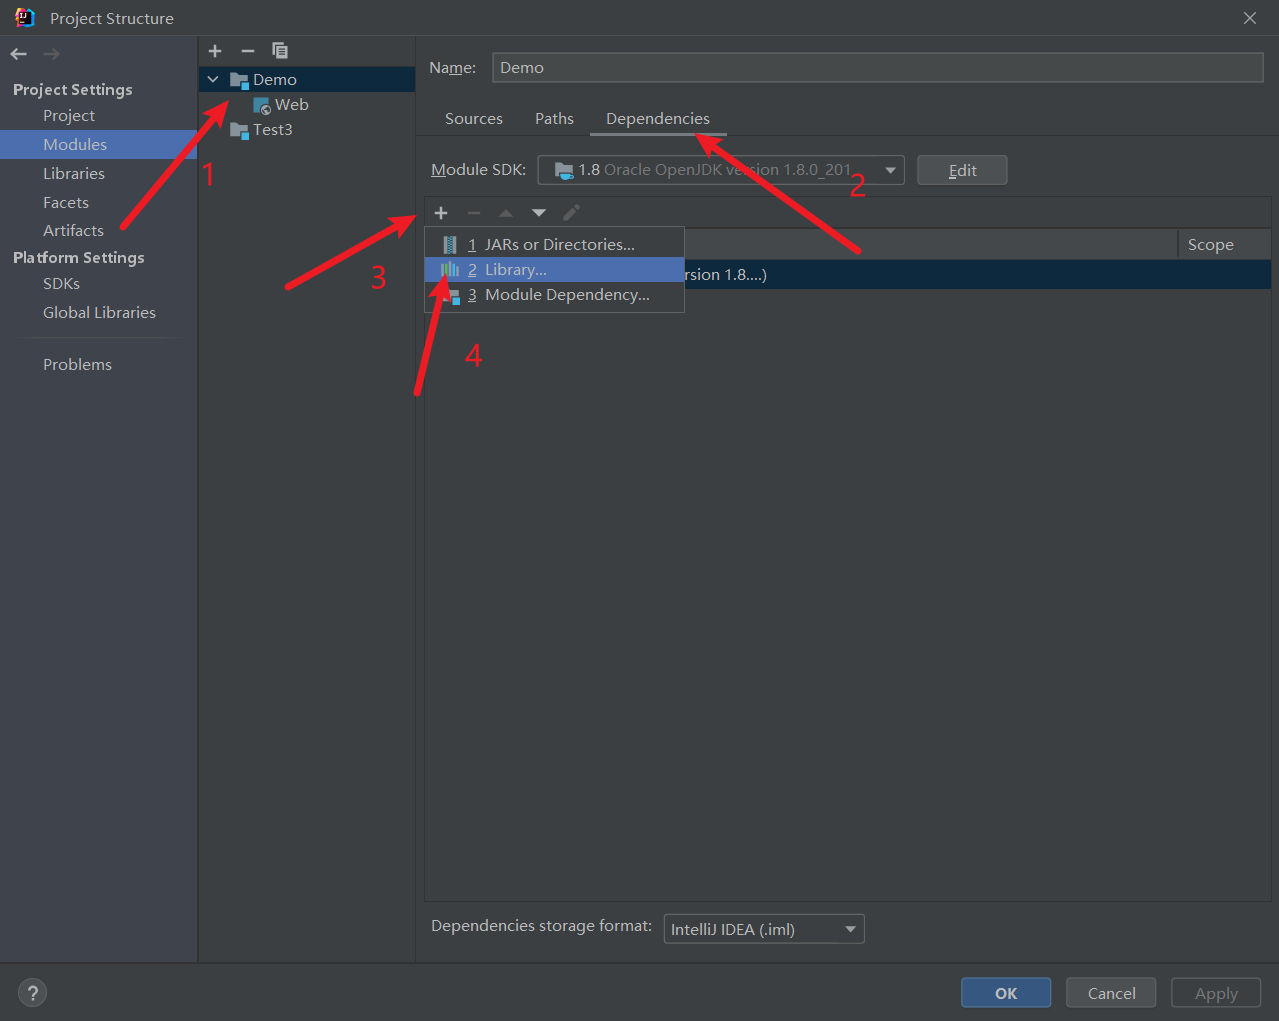 Project Structure
Project Settings
Project
Modules
Libraries
Facets
Artifacts
Platform Settings
SDKs
Global Libraries
Problems
Demo
Web
Test3
1
Name: Demo
Sources Paths Dependencies
Module SDK: 1.8 Oracle OpenJDK version 1.8.0_201 Edit
2
Scope
1 JARs or Directories...
2 Library...
3 Module Dependency...
rsion 1.8....)
3
4
Dependencies storage format: IntelliJ IDEA (.iml)
? OK Cancel Apply